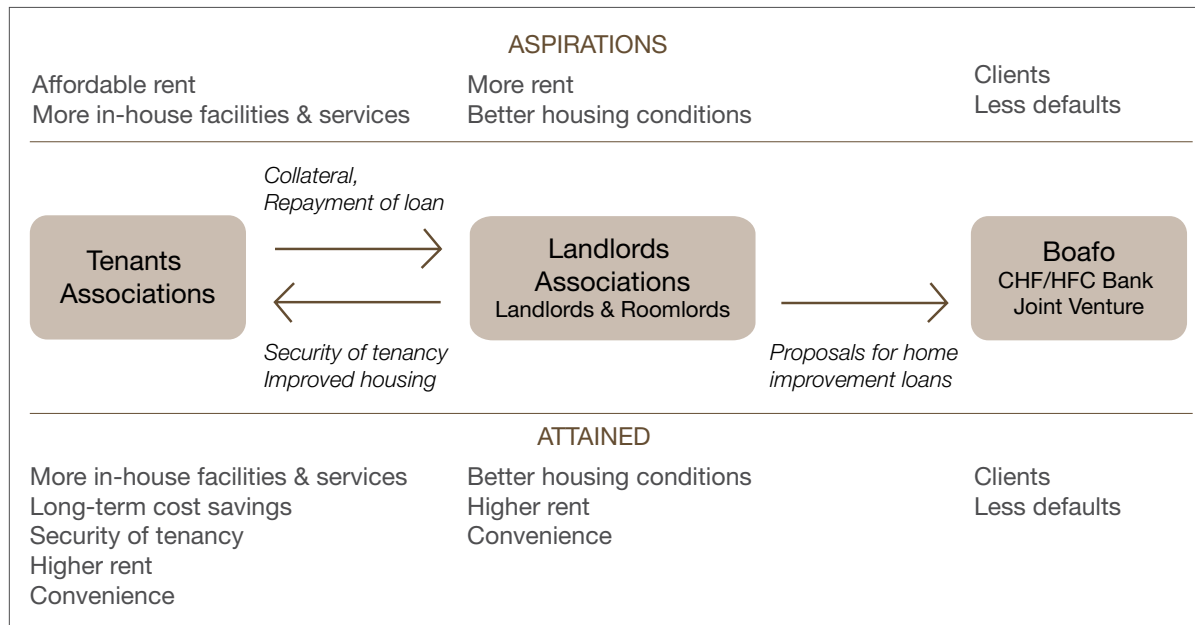 ASPIRATIONS
Affordable rent
More in-house facilities & services
More rent
Better housing conditions
Clients
Less defaults
Collateral,
Repayment of loan
Tenants
Associations
Landlords
Associations
Landlords & Roomlords
Boafo
CHF/HFC Bank
Joint Venture
Security of tenancy
Improved housing
Proposals for home
improvement loans
ATTAINED
More in-house facilities & services
Long-term cost savings
Security of tenancy
Higher rent
Convenience
Better housing conditions
Higher rent
Convenience
Clients
Less defaults